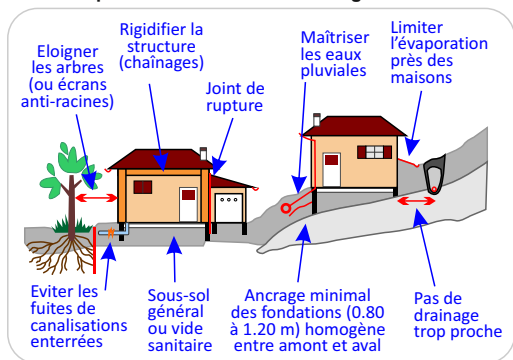 Eloigner
les arbres
(ou écrans
anti-racines)
Rigidifier la
structure
(chaînages)
Joint de
rupture
Maîtriser
les eaux
pluviales
Limiter
l'évaporation
près des
maisons
Eviter les
fuites de
canalisations
enterrées
Sous-sol
général
ou vide
sanitaire
Ancrage minimal
des fondations (0.80
à 1.20 m) homogène
entre amont et aval
Pas de
drainage
trop proche